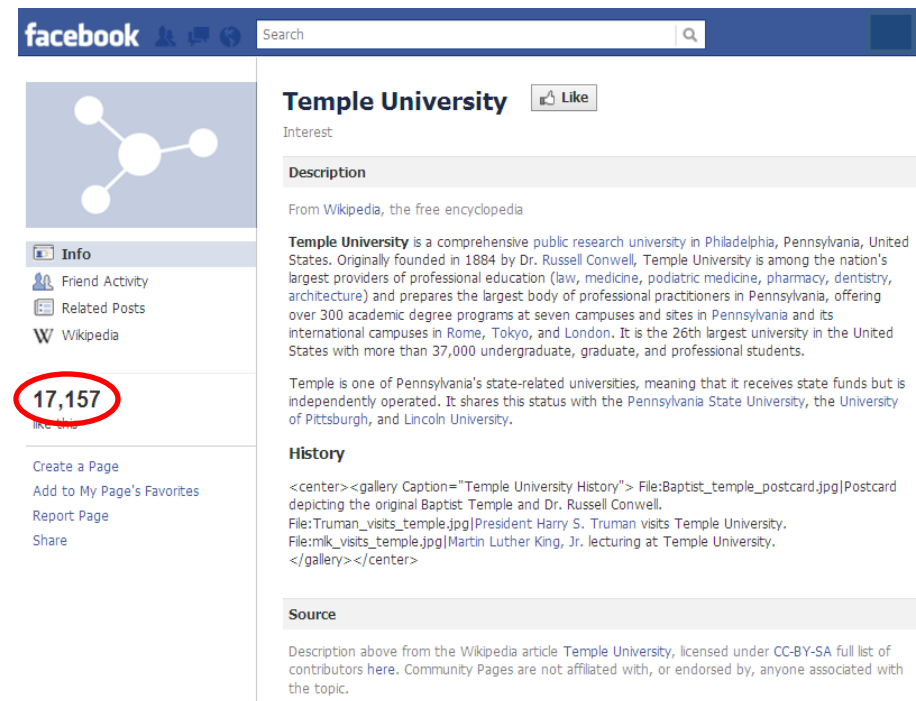 facebook
Search
Temple University
Like
Interest
Description
From Wikipedia, the free encyclopedia
Temple University is a comprehensive public research university in Philadelphia, Pennsylvania, United
States. Originally founded in 1884 by Dr. Russell Conwell, Temple University is among the nation's
largest providers of professional education (law, medicine, podiatric medicine, pharmacy, dentistry,
architecture) and prepares the largest body of professional practitioners in Pennsylvania, offering
over 300 academic degree programs at seven campuses and sites in Pennsylvania and its
international campuses in Rome, Tokyo, and London. It is the 26th largest university in the United
States with more than 37,000 undergraduate, graduate, and professional students.
Temple is one of Pennsylvania's state-related universities, meaning that it receives state funds but is
independently operated. It shares this status with the Pennsylvania State University, the University
of Pittsburgh, and Lincoln University.
History
<center><gallery Caption="Temple University History"> File:Baptist_temple_postcard.jpg|Postcard
depicting the original Baptist Temple and Dr. Russell Conwell.
File:Truman_visits_temple.jpg|President Harry S. Truman visits Temple University.
File:mlk_visits_temple.jpg|Martin Luther King, Jr. lecturing at Temple University.
</gallery></center>
Source
Description above from the Wikipedia article Temple University, licensed under CC-BY-SA full list of
contributors here. Community Pages are not affiliated with, or endorsed by, anyone associated with
the topic.
Info
Friend Activity
Related Posts
W Wikipedia
17,157
like this
Create a Page
Add to My Page's Favorites
Report Page
Share